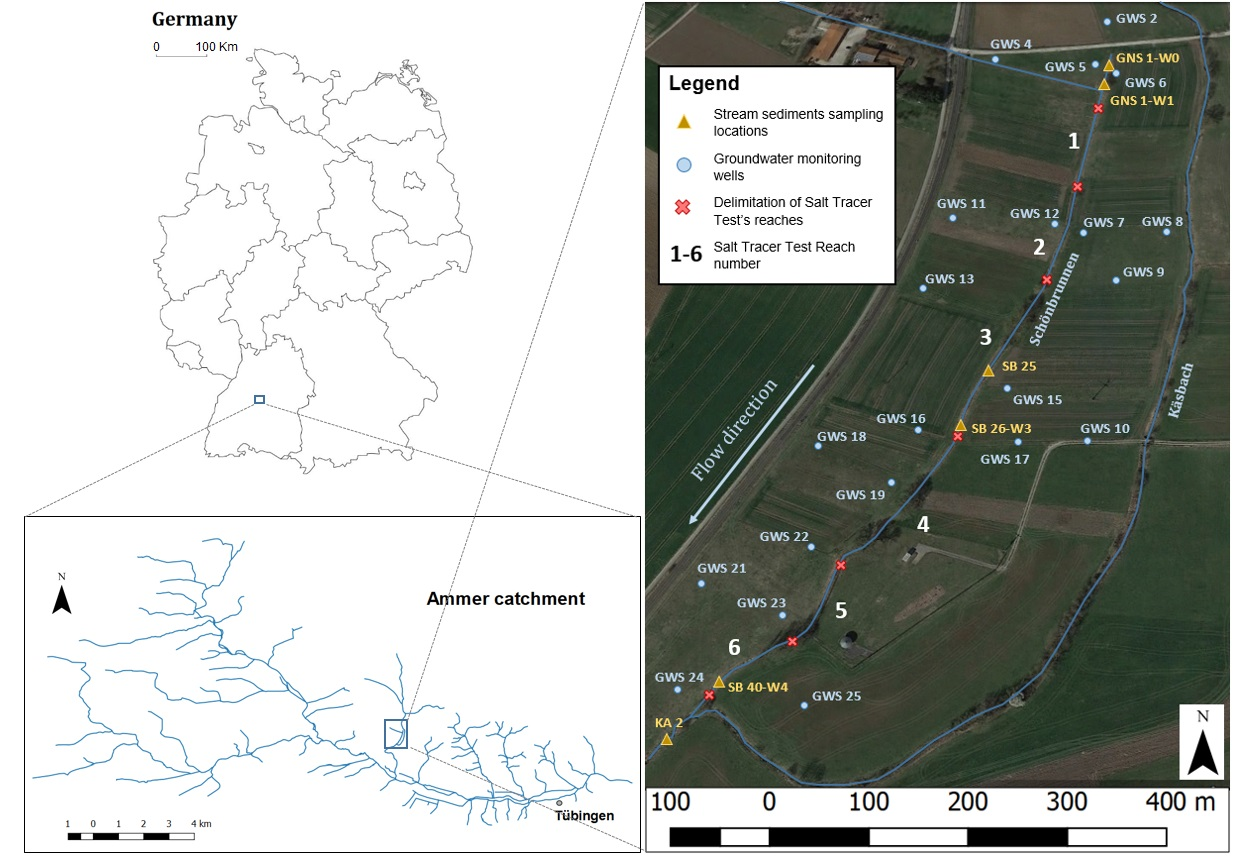 Germany
0 100 Km
N
Ammer catchment
Tübingen
1 0 1 2 3 4 km
Legend
Stream sediments sampling
locations
Groundwater monitoring
wells
Delimitation of Salt Tracer
Test's reaches
1-6
Salt Tracer Test Reach
number
GWS 2
GWS 4
GWS 5
GNS 1-W0
GWS 6
GNS 1-W1
1
GWS 11
GWS 12
GWS 7
GWS 8
2
GWS 9
GWS 13
Schönbrunnen
3
SB 25
Käsbach
GWS 15
Flow direction
GWS 16
SB 26-W3
GWS 10
GWS 18
GWS 17
GWS 19
4
GWS 22
GWS 21
GWS 23
5
6
GWS 24
SB 40-W4
GWS 25
KA 2
N
100 0 100 200 300 400 m